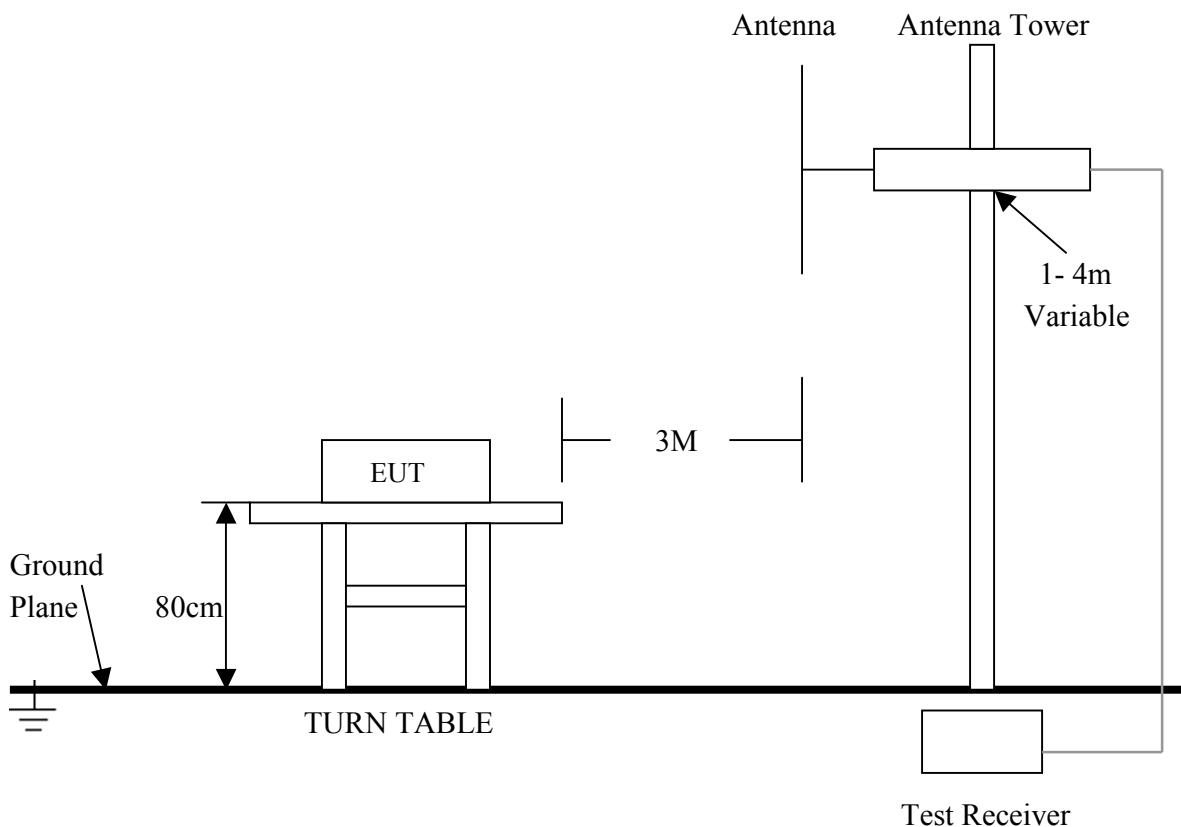 Antenna
Antenna Tower
1- 4m
Variable
3M
EUT
Ground
Plane
80cm
TURN TABLE
Test Receiver